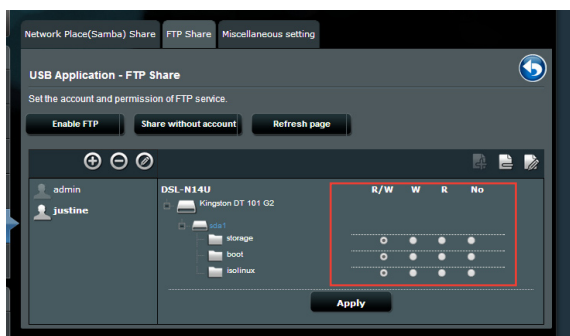 Network Place(Samba) Share FTP Share Miscellaneous setting
USB Application - FTP Share
Set the account and permission of FTP service.
Enable FTP Share without account Refresh page
admin DSL-N14U R/W W R No
justine Kingston DT 101 G2
sda1
storage
boot
isolinux
Apply